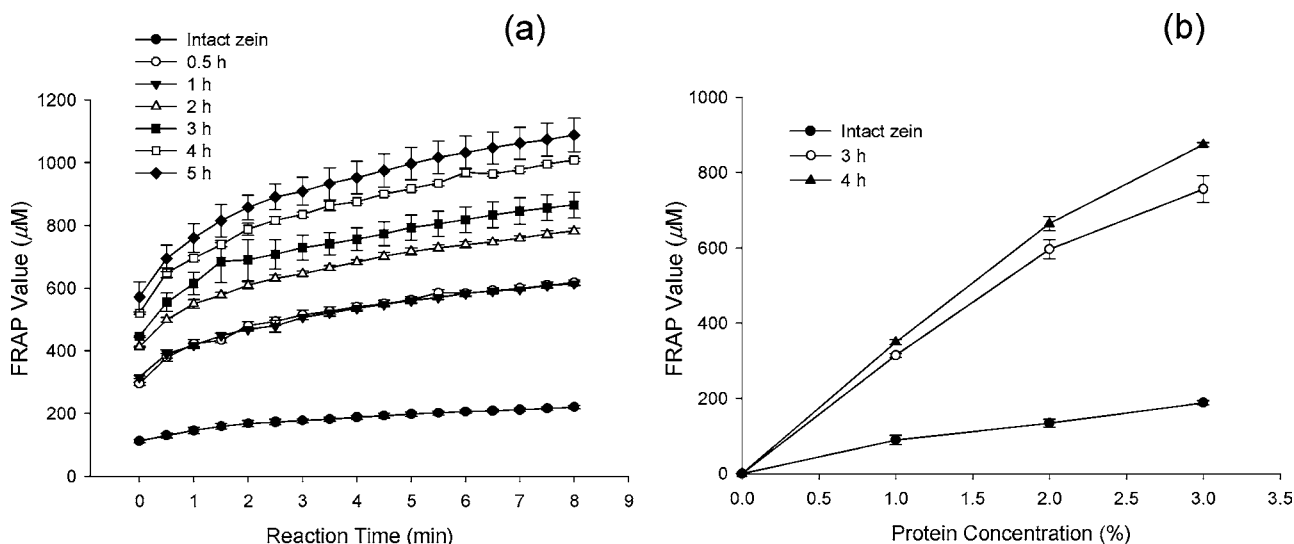 (a)
Intact zein
0.5 h
1 h
2 h
3 h
4 h
5 h
FRAP Value (μM)
1200
1000
800
600
400
200
0
0 1 2 3 4 5 6 7 8 9
Reaction Time (min)
(b)
Intact zein
3 h
4 h
FRAP Value (μM)
1000
800
600
400
200
0
0.0 0.5 1.0 1.5 2.0 2.5 3.0 3.5
Protein Concentration (%)